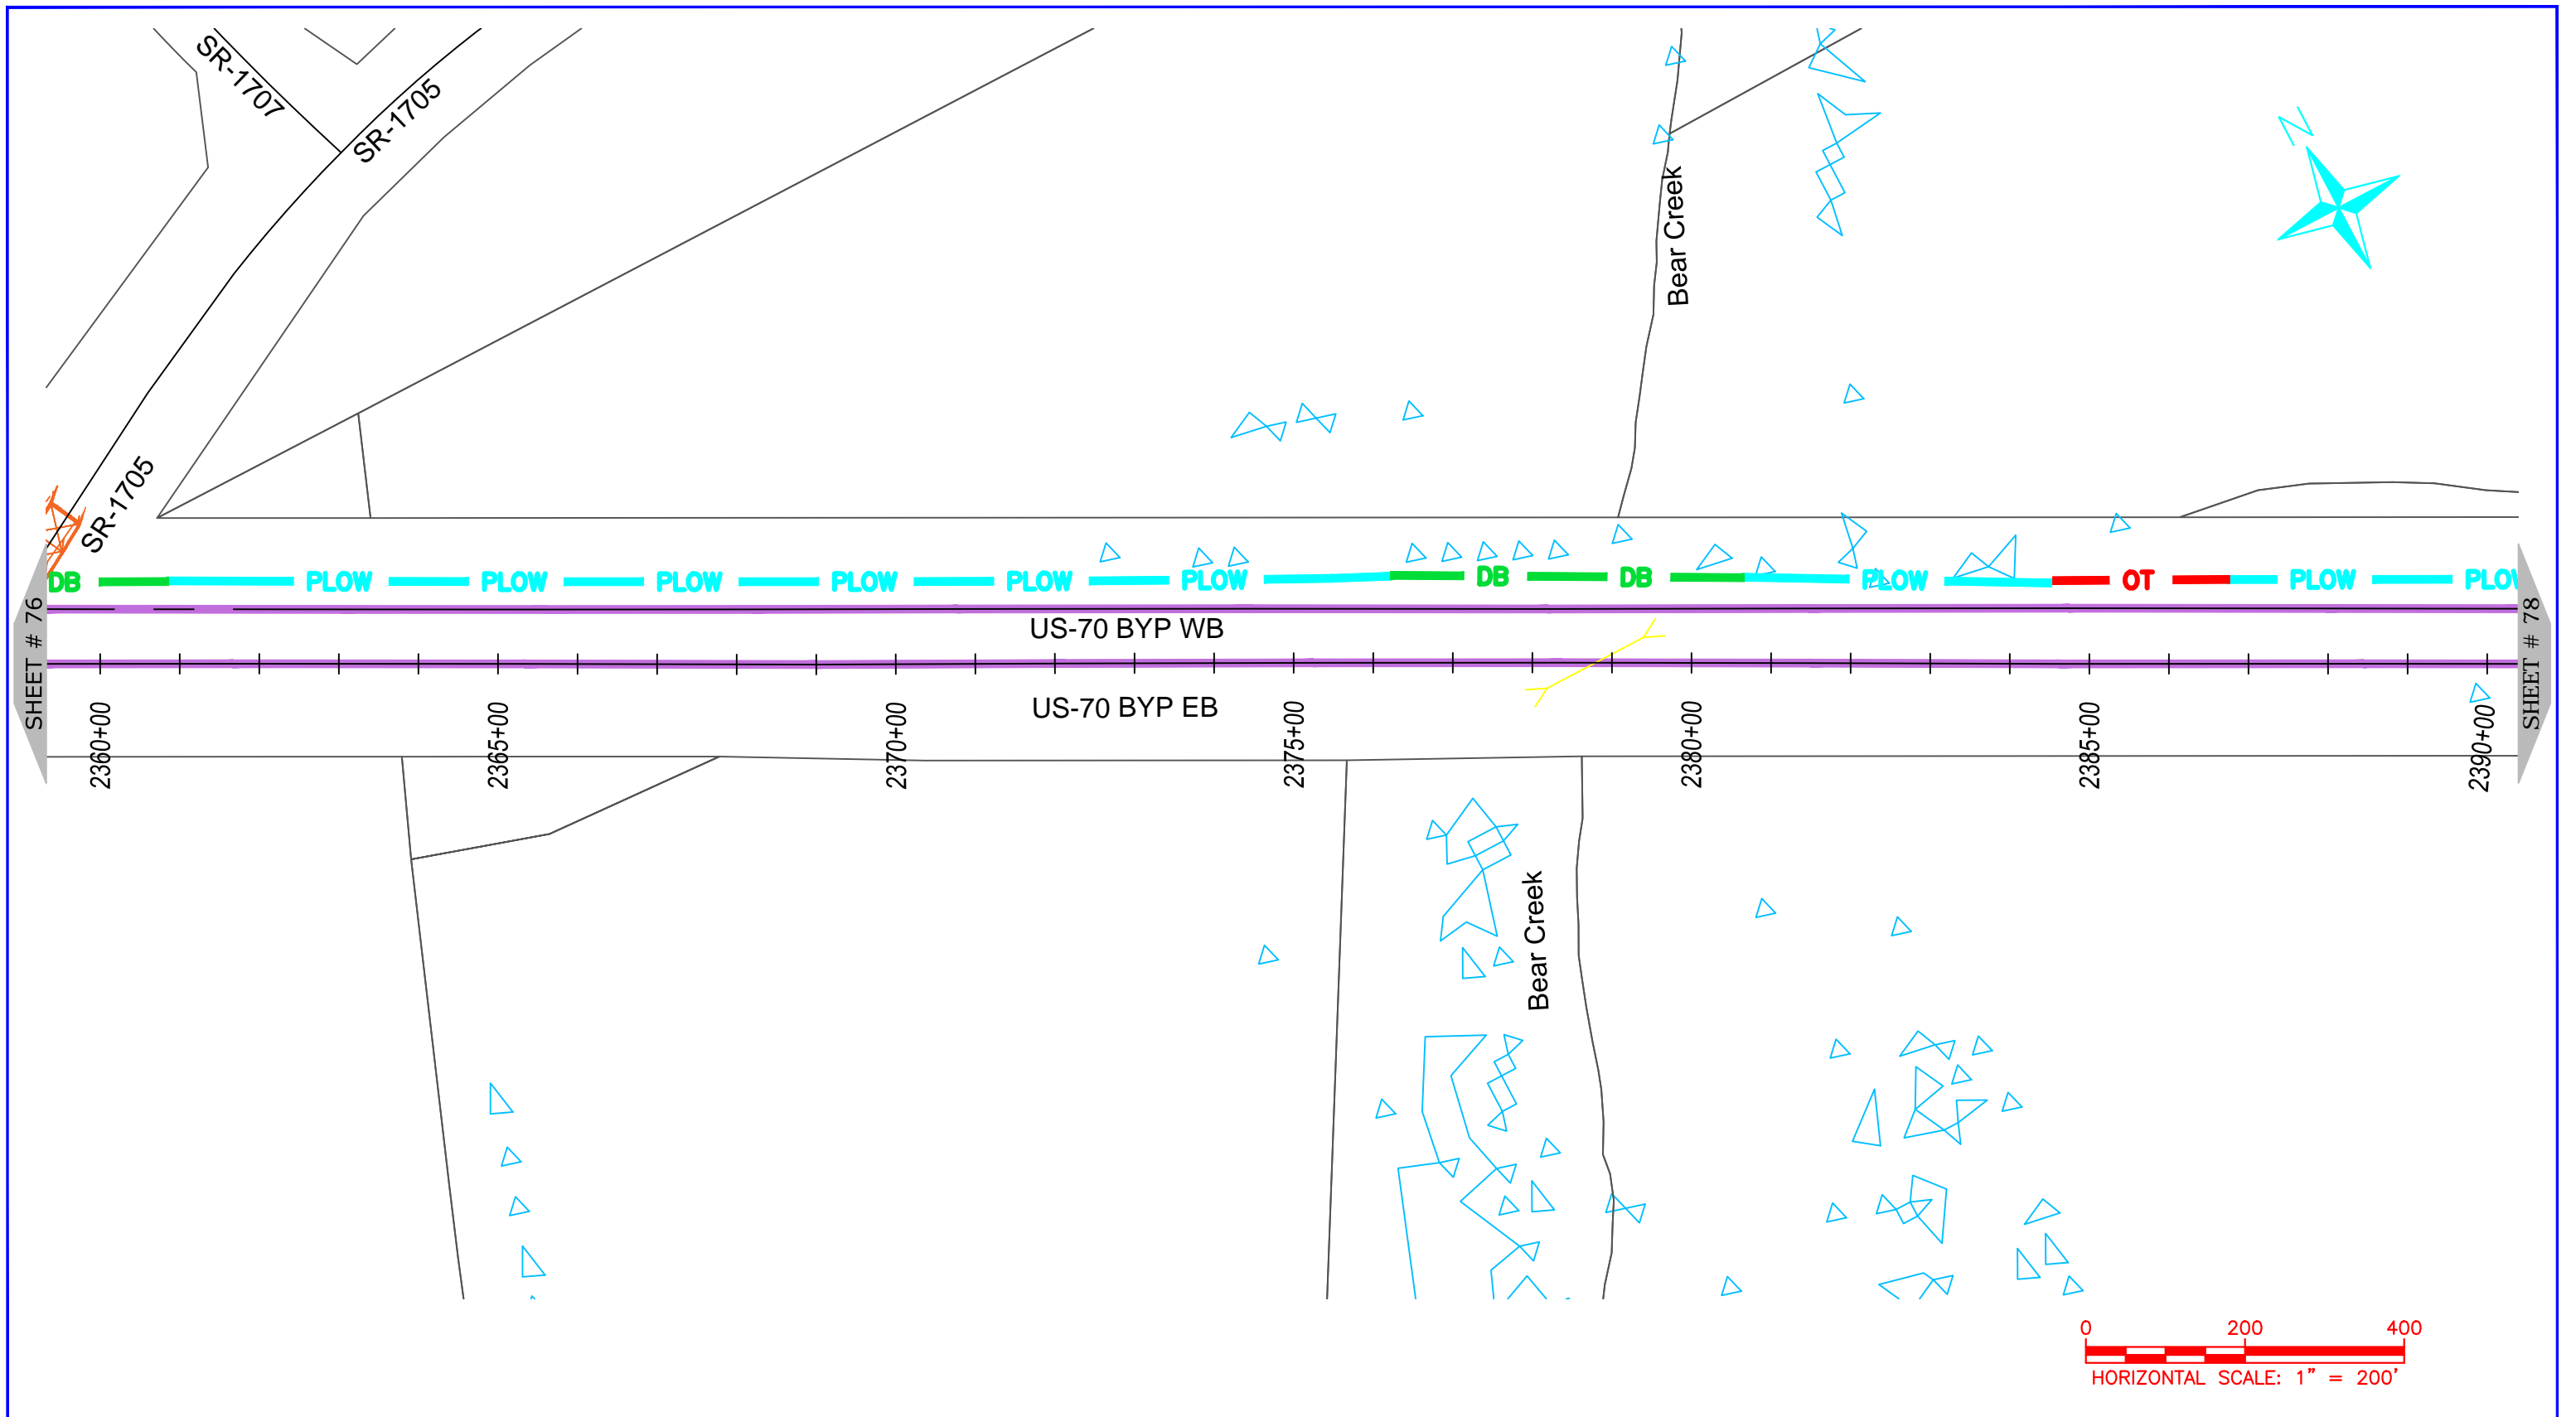 SR-1707
SR-1705
N
Bear Creek
SR-1705
DB
PLOW
PLOW
PLOW
PLOW
PLOW
PLOW
DB
DB
PLOW
OT
PLOW
PLOW
SHEET # 76
US-70 BYP WB
SHEET # 78
US-70 BYP EB
2360+00
2365+00
2370+00
2375+00
2380+00
2385+00
2390+00
Bear Creek
0 200 400
HORIZONTAL SCALE: 1" = 200'